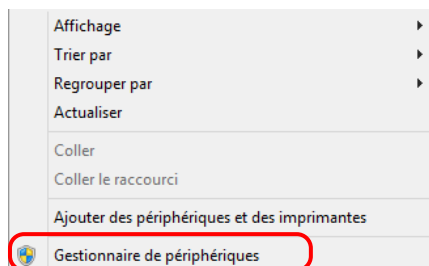 Affichage
Trier par
Regrouper par
Actualiser
Coller
Coller le raccourci
Ajouter des périphériques et des imprimantes
Gestionnaire de périphériques